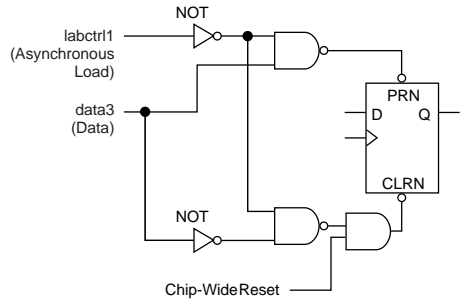 NOT
labctrl1
(Asynchronous
Load)
PRN
data3
(Data)
D Q
CLRN
NOT
Chip-Wide Reset